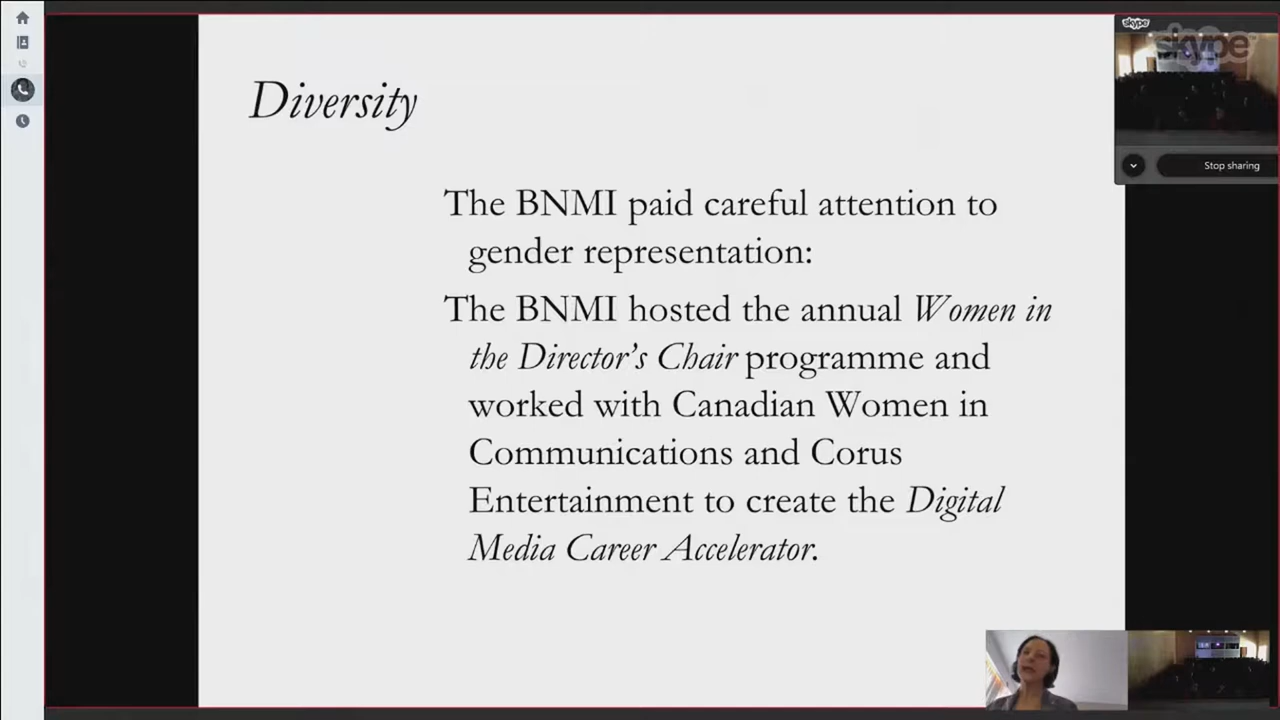 skype
skype
Stop sharing
Diversity
The BNMI paid careful attention to
gender representation:
The BNMI hosted the annual Women in
the Director’s Chair programme and
worked with Canadian Women in
Communications and Corus
Entertainment to create the Digital
Media Career Accelerator.